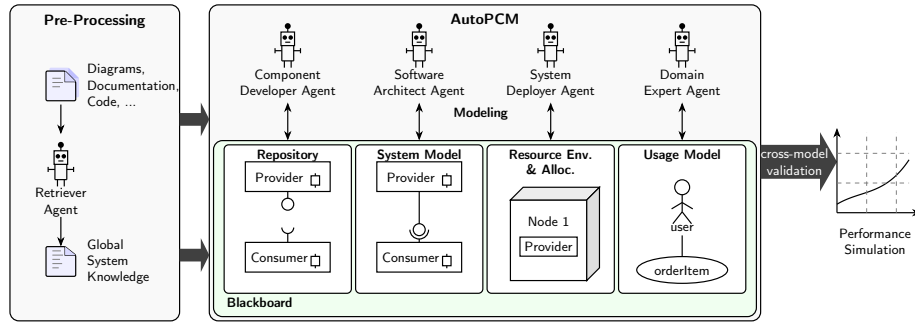 Pre-Processing
Diagrams,
Documentation,
Code, ...
Retriever
Agent
Global
System
Knowledge
AutoPCM
Component
Developer Agent
Software
Architect Agent
System
Deployer Agent
Domain
Expert Agent
Modeling
Repository
Provider
Consumer
System Model
Provider
Consumer
Resource Env.
& Alloc.
Node 1
Provider
Usage Model
user
orderItem
Blackboard
cross-model
validation
Performance
Simulation